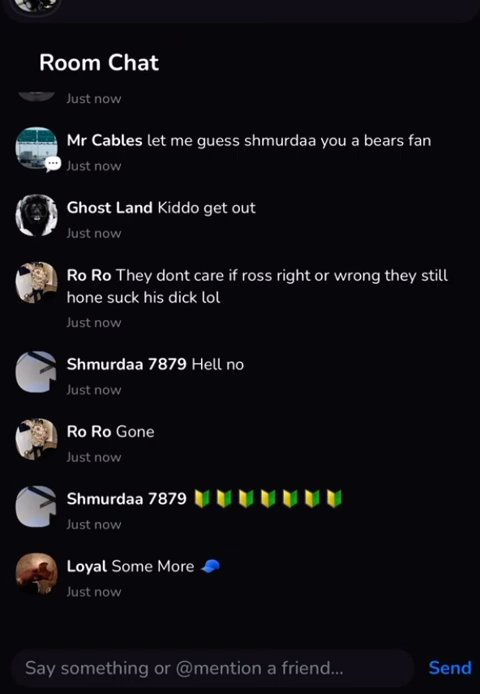 Room Chat
Just now
Mr Cables let me guess shmurdaa you a bears fan
Just now
Ghost Land Kiddo get out
Just now
Ro Ro They dont care if ross right or wrong they still
hone suck his dick lol
Just now
Shmurdaa 7879 Hell no
Just now
Ro Ro Gone
Just now
Shmurdaa 7879 🔰🔰🔰🔰🔰🔰🔰
Just now
Loyal Some More 🧢
Just now
Say something or @mention a friend... Send